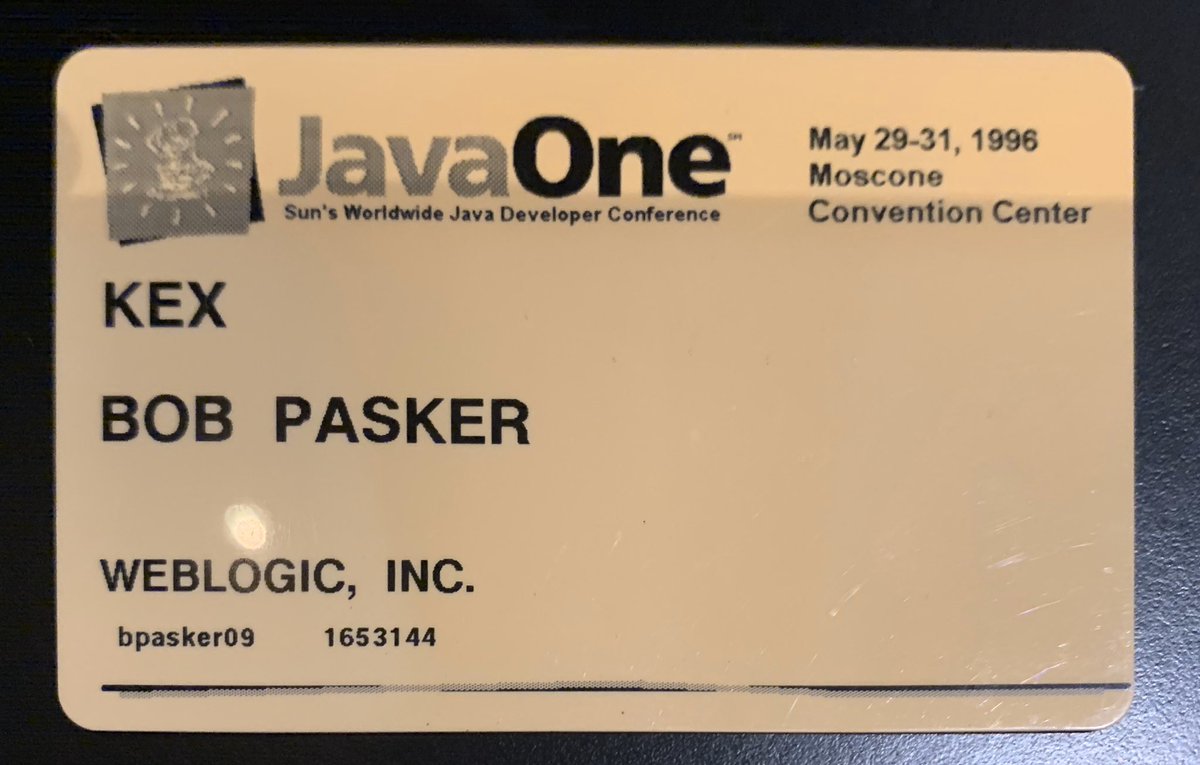 JavaOne℠
Sun's Worldwide Java Developer Conference
May 29-31, 1996
Moscone
Convention Center
KEX
BOB PASKER
WEBLOGIC, INC.
bpasker09 1653144